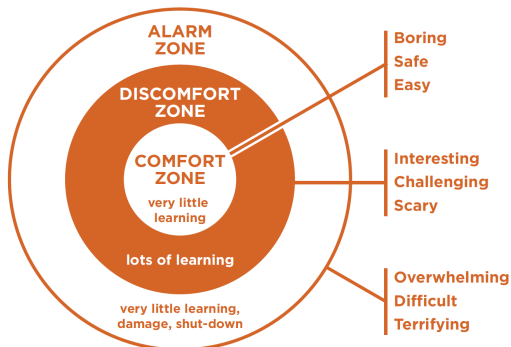 ALARM
ZONE
DISCOMFORT
ZONE
COMFORT
ZONE
very little
learning
lots of learning
very little learning,
damage, shut-down
Boring
Safe
Easy
Interesting
Challenging
Scary
Overwhelming
Difficult
Terrifying